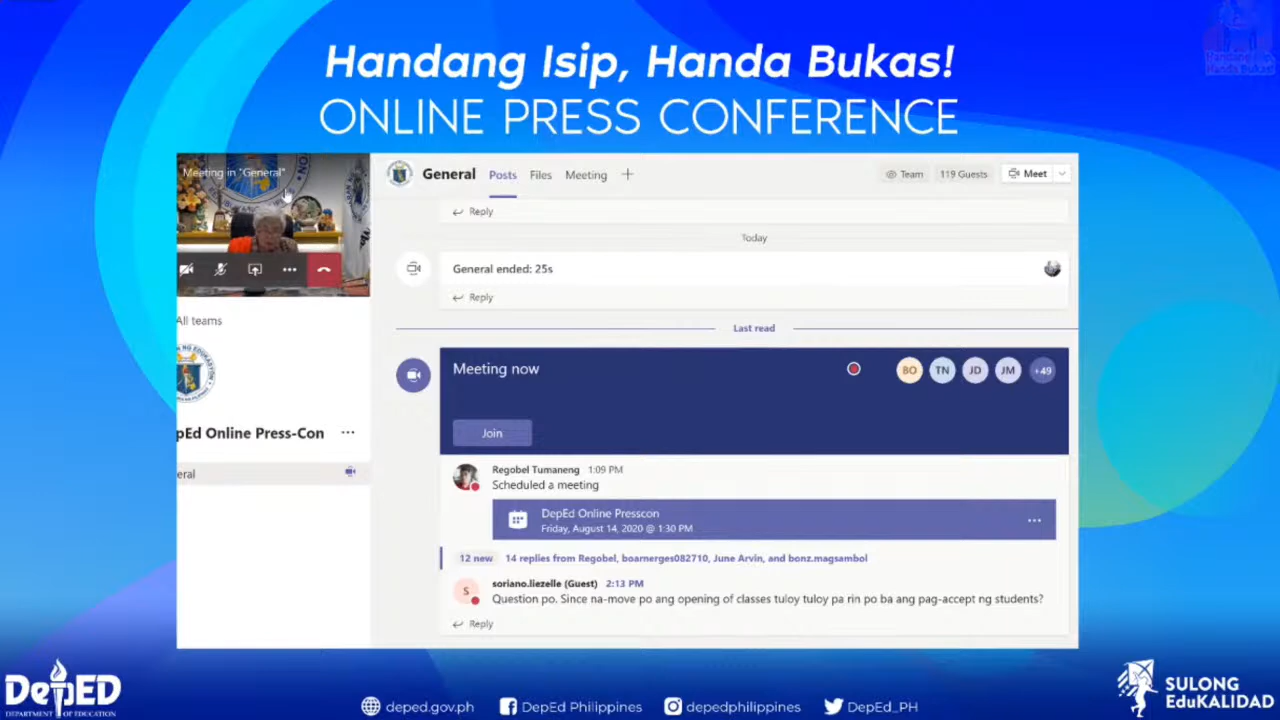 Handang Isip, Handa Bukas!
ONLINE PRESS CONFERENCE
Handa Bukas!
Meeting in "General"
General Posts Files Meeting +
Team 119 Guests Meet
Reply
Today
General ended: 25s
Reply
Last read
All teams
pEd Online Press-Con ...
eral
Meeting now
BO TN JD JM +49
Join
Regobel Tumaneng 1:09 PM
Scheduled a meeting
DepEd Online Presscon
Friday, August 14, 2020 @ 1:30 PM
12 new 14 replies from Regobel, boarnerges082710, June Arvin, and bonz.magsambol
S
soriano.liezelle (Guest) 2:13 PM
Question po. Since na-move po ang opening of classes tuloy tuloy pa rin po ba ang pag-accept ng students?
Reply
DepED
DEPARTMENT OF EDUCATION
deped.gov.ph DepEd Philippines depedphilippines DepEd_PH
SULONG
EduKALIDAD